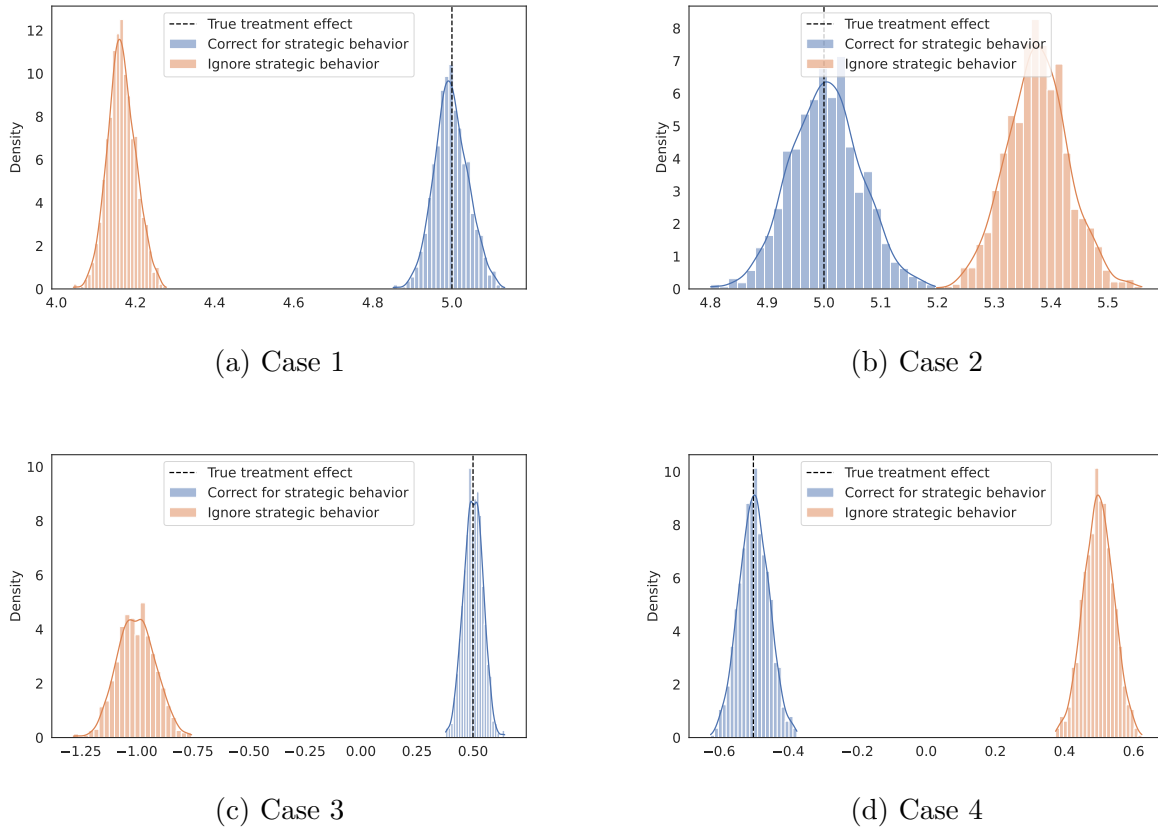 True treatment effect
Correct for strategic behavior
Ignore strategic behavior
Density
12
10
8
6
4
2
0
4.0 4.2 4.4 4.6 4.8 5.0
(a) Case 1
True treatment effect
Correct for strategic behavior
Ignore strategic behavior
Density
8
7
6
5
4
3
2
1
0
4.8 4.9 5.0 5.1 5.2 5.3 5.4 5.5
(b) Case 2
True treatment effect
Correct for strategic behavior
Ignore strategic behavior
Density
10
8
6
4
2
0
−1.25 −1.00 −0.75 −0.50 −0.25 0.00 0.25 0.50
(c) Case 3
True treatment effect
Correct for strategic behavior
Ignore strategic behavior
Density
10
8
6
4
2
0
−0.6 −0.4 −0.2 0.0 0.2 0.4 0.6
(d) Case 4